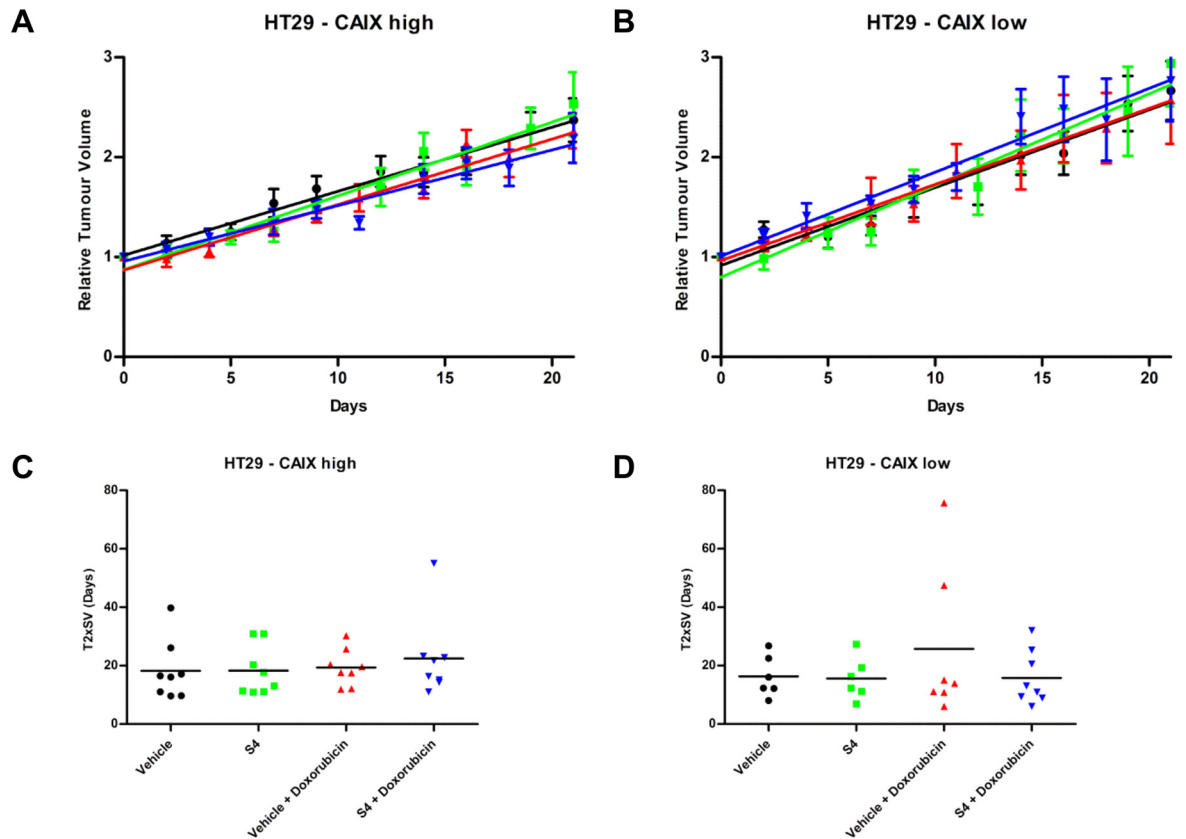 A
HT29 - CAIX high
Relative Tumour Volume
3
2
1
0
0 5 10 15 20
Days
B
HT29 - CAIX low
Relative Tumour Volume
3
2
1
0
0 5 10 15 20
Days
C
HT29 - CAIX high
T2xSV (Days)
80
60
40
20
0
Vehicle
S4
Vehicle + Doxorubicin
S4 + Doxorubicin
D
HT29 - CAIX low
T2xSV (Days)
80
60
40
20
0
Vehicle
S4
Vehicle + Doxorubicin
S4 + Doxorubicin